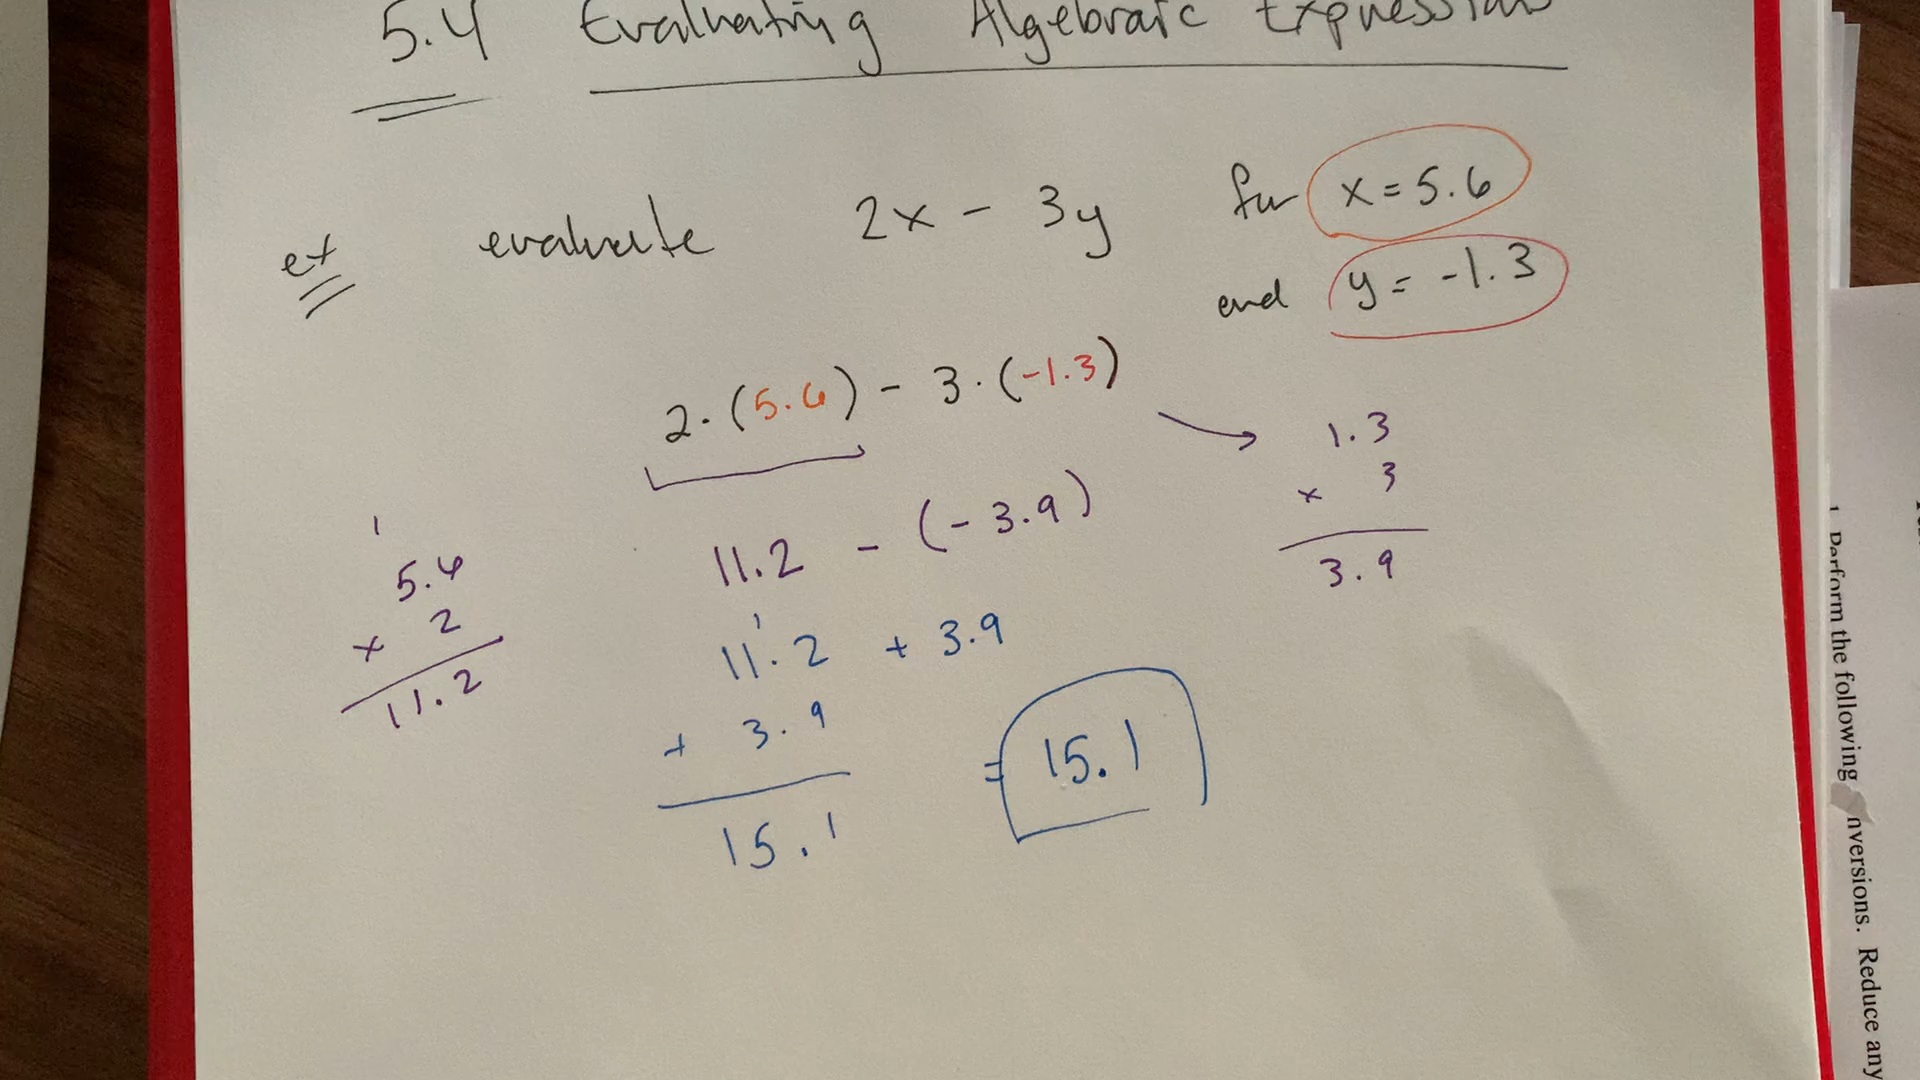 5.4 Evaluating Algebraic Expressions
ex evaluate 2x - 3y for x = 5.6
and y = -1.3
2·(5.6) - 3·(-1.3)
1.3
× 3
3.9
11.2 - (-3.9)
1
5.6
× 2
11.2
1
11.2 + 3.9
+ 3.9
15.1
= 15.1
1. Perform the following
nversions. Reduce any